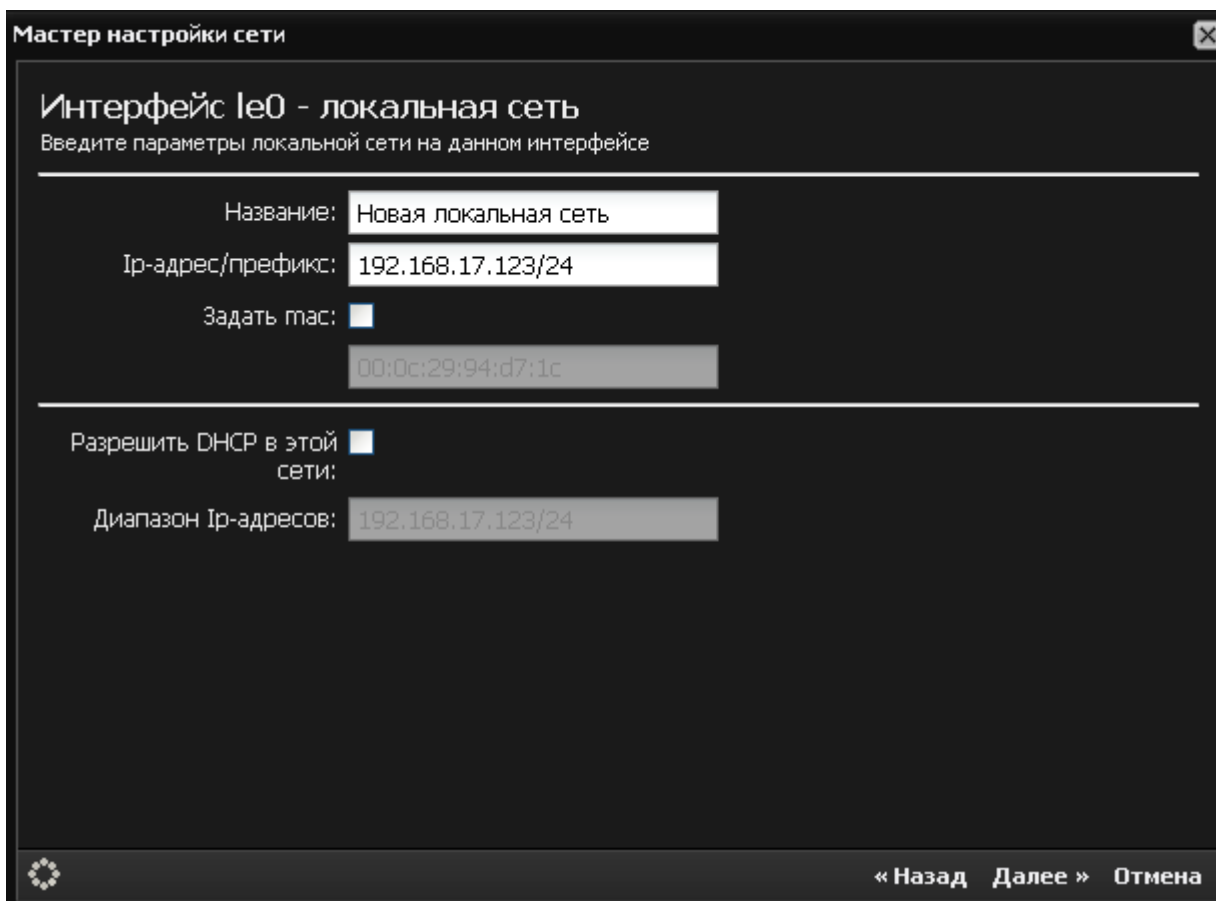 Мастер настройки сети
Интерфейс le0 - локальная сеть
Введите параметры локальной сети на данном интерфейсе
Название: Новая локальная сеть
Ip-адрес/префикс: 192.168.17.123/24
Задать mac:
00:0c:29:94:d7:1c
Разрешить DHCP в этой
сети:
Диапазон Ip-адресов: 192.168.17.123/24
« Назад Далее » Отмена